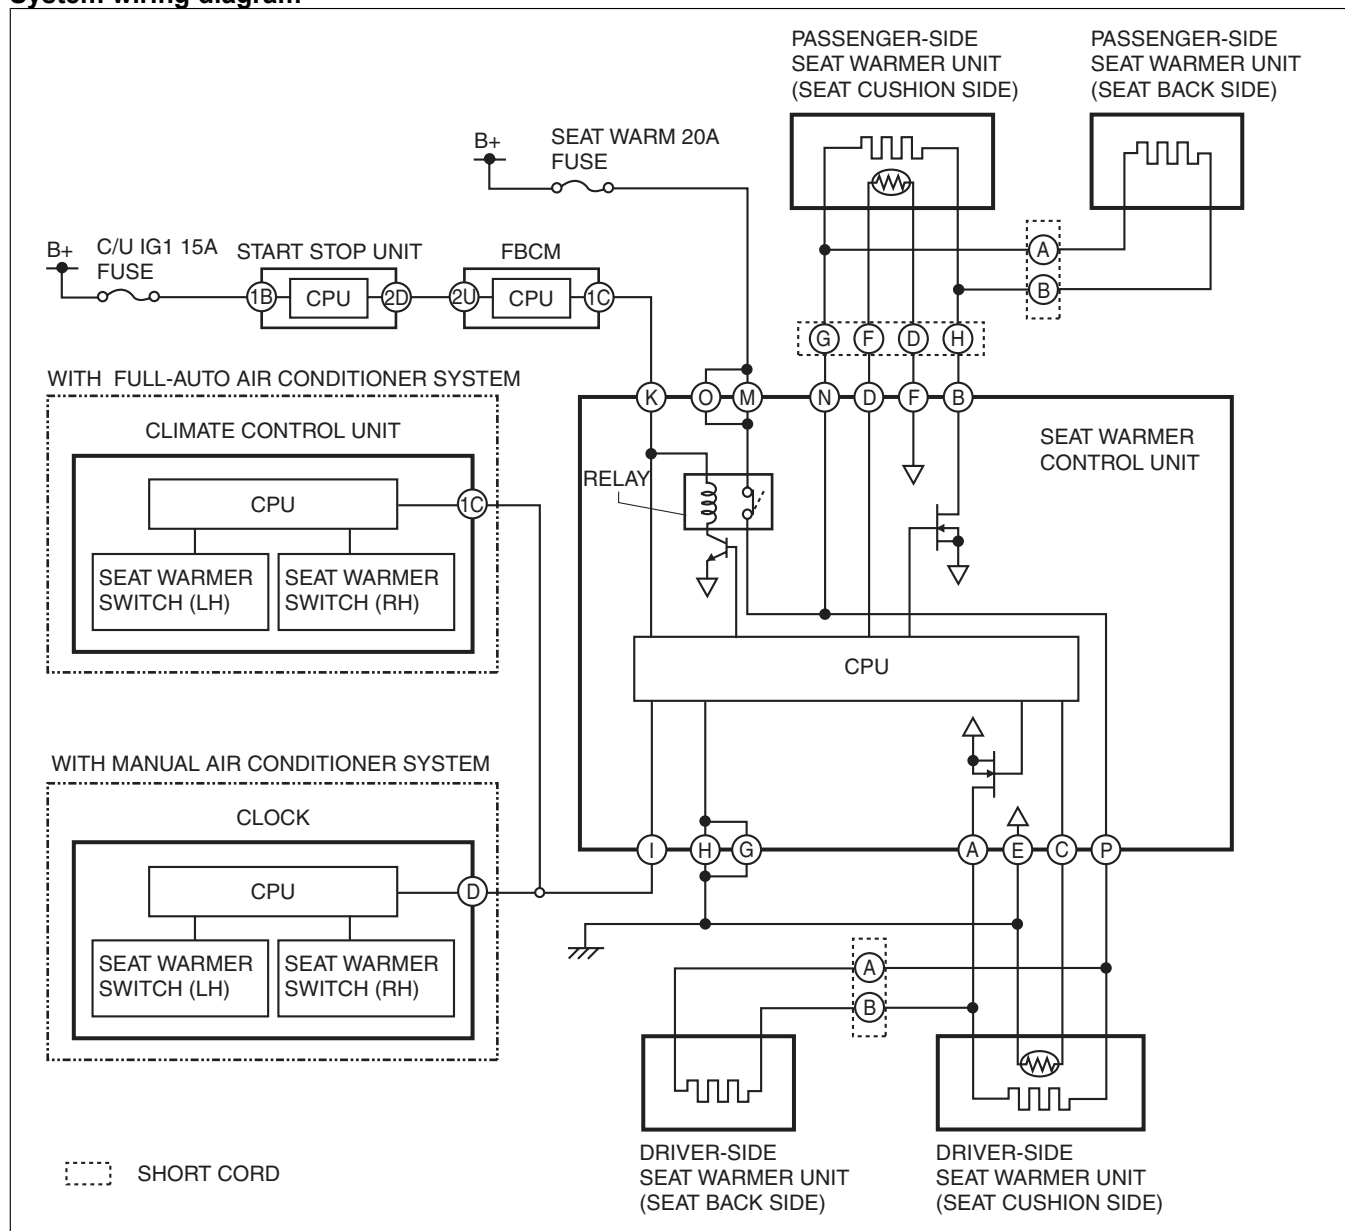 System wiring diagram
PASSENGER-SIDE
SEAT WARMER UNIT
(SEAT CUSHION SIDE)
PASSENGER-SIDE
SEAT WARMER UNIT
(SEAT BACK SIDE)
B+
SEAT WARM 20A
FUSE
B+
C/U IG1 15A
FUSE
START STOP UNIT
FBCM
1B
CPU
2D
2U
CPU
1C
A
B
G
F
D
H
WITH FULL-AUTO AIR CONDITIONER SYSTEM
K
O
M
N
D
F
B
CLIMATE CONTROL UNIT
SEAT WARMER
CONTROL UNIT
RELAY
CPU
1C
SEAT WARMER
SWITCH (LH)
SEAT WARMER
SWITCH (RH)
CPU
WITH MANUAL AIR CONDITIONER SYSTEM
CLOCK
I
H
G
A
E
C
P
CPU
D
SEAT WARMER
SWITCH (LH)
SEAT WARMER
SWITCH (RH)
A
B
DRIVER-SIDE
SEAT WARMER UNIT
(SEAT BACK SIDE)
DRIVER-SIDE
SEAT WARMER UNIT
(SEAT CUSHION SIDE)
SHORT CORD